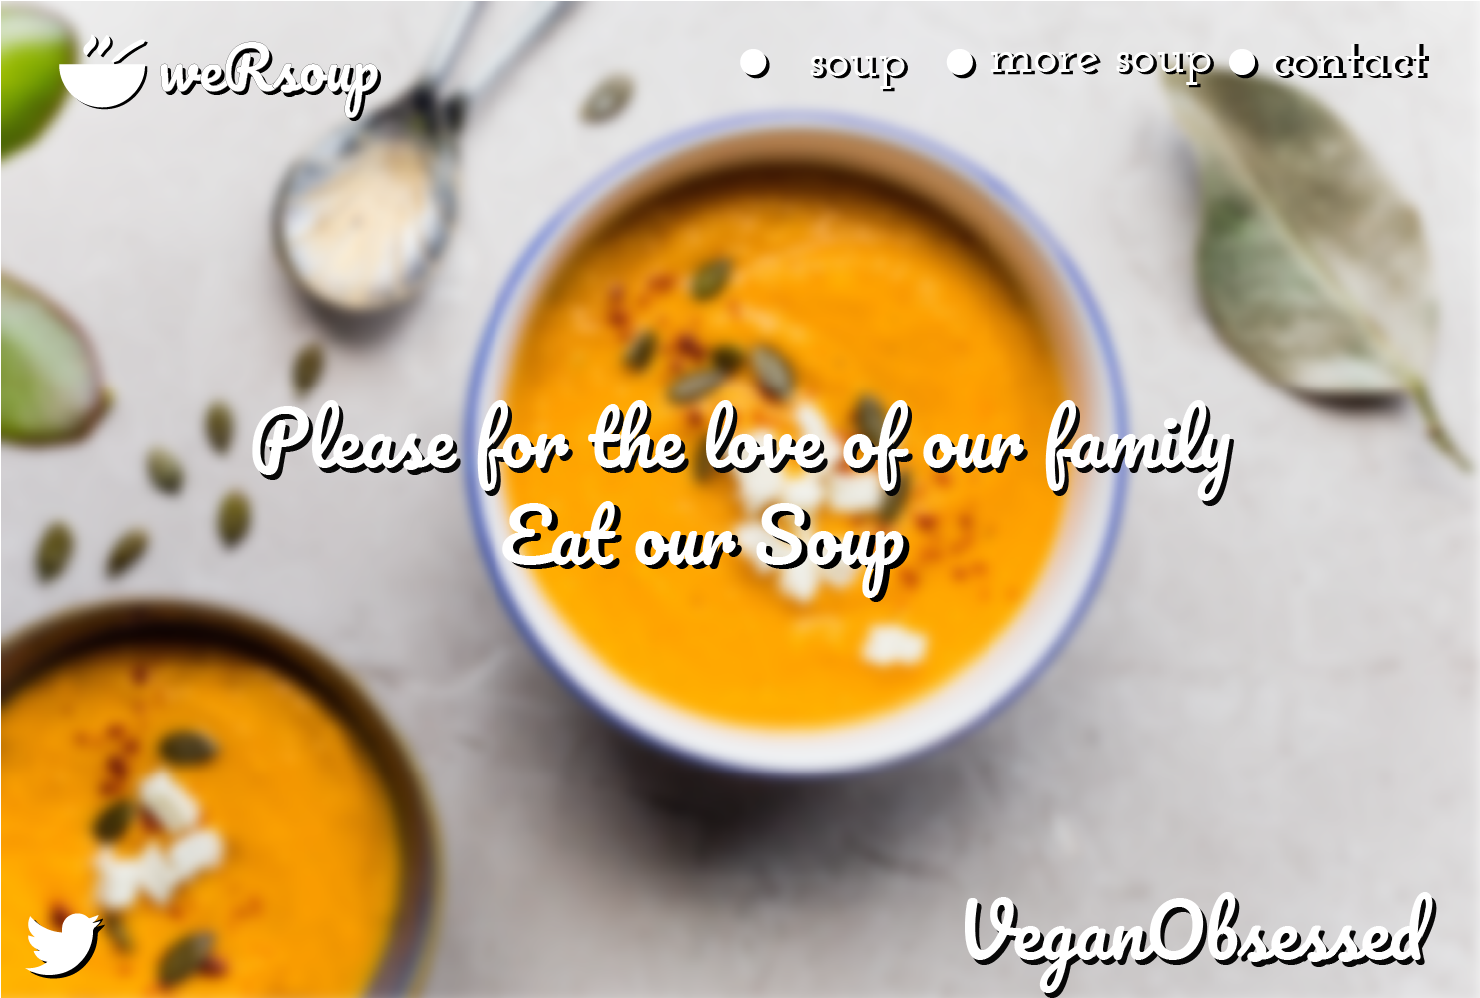 weRsoup
soup
more soup
contact
Please for the love of our family
Eat our Soup
VeganObsessed